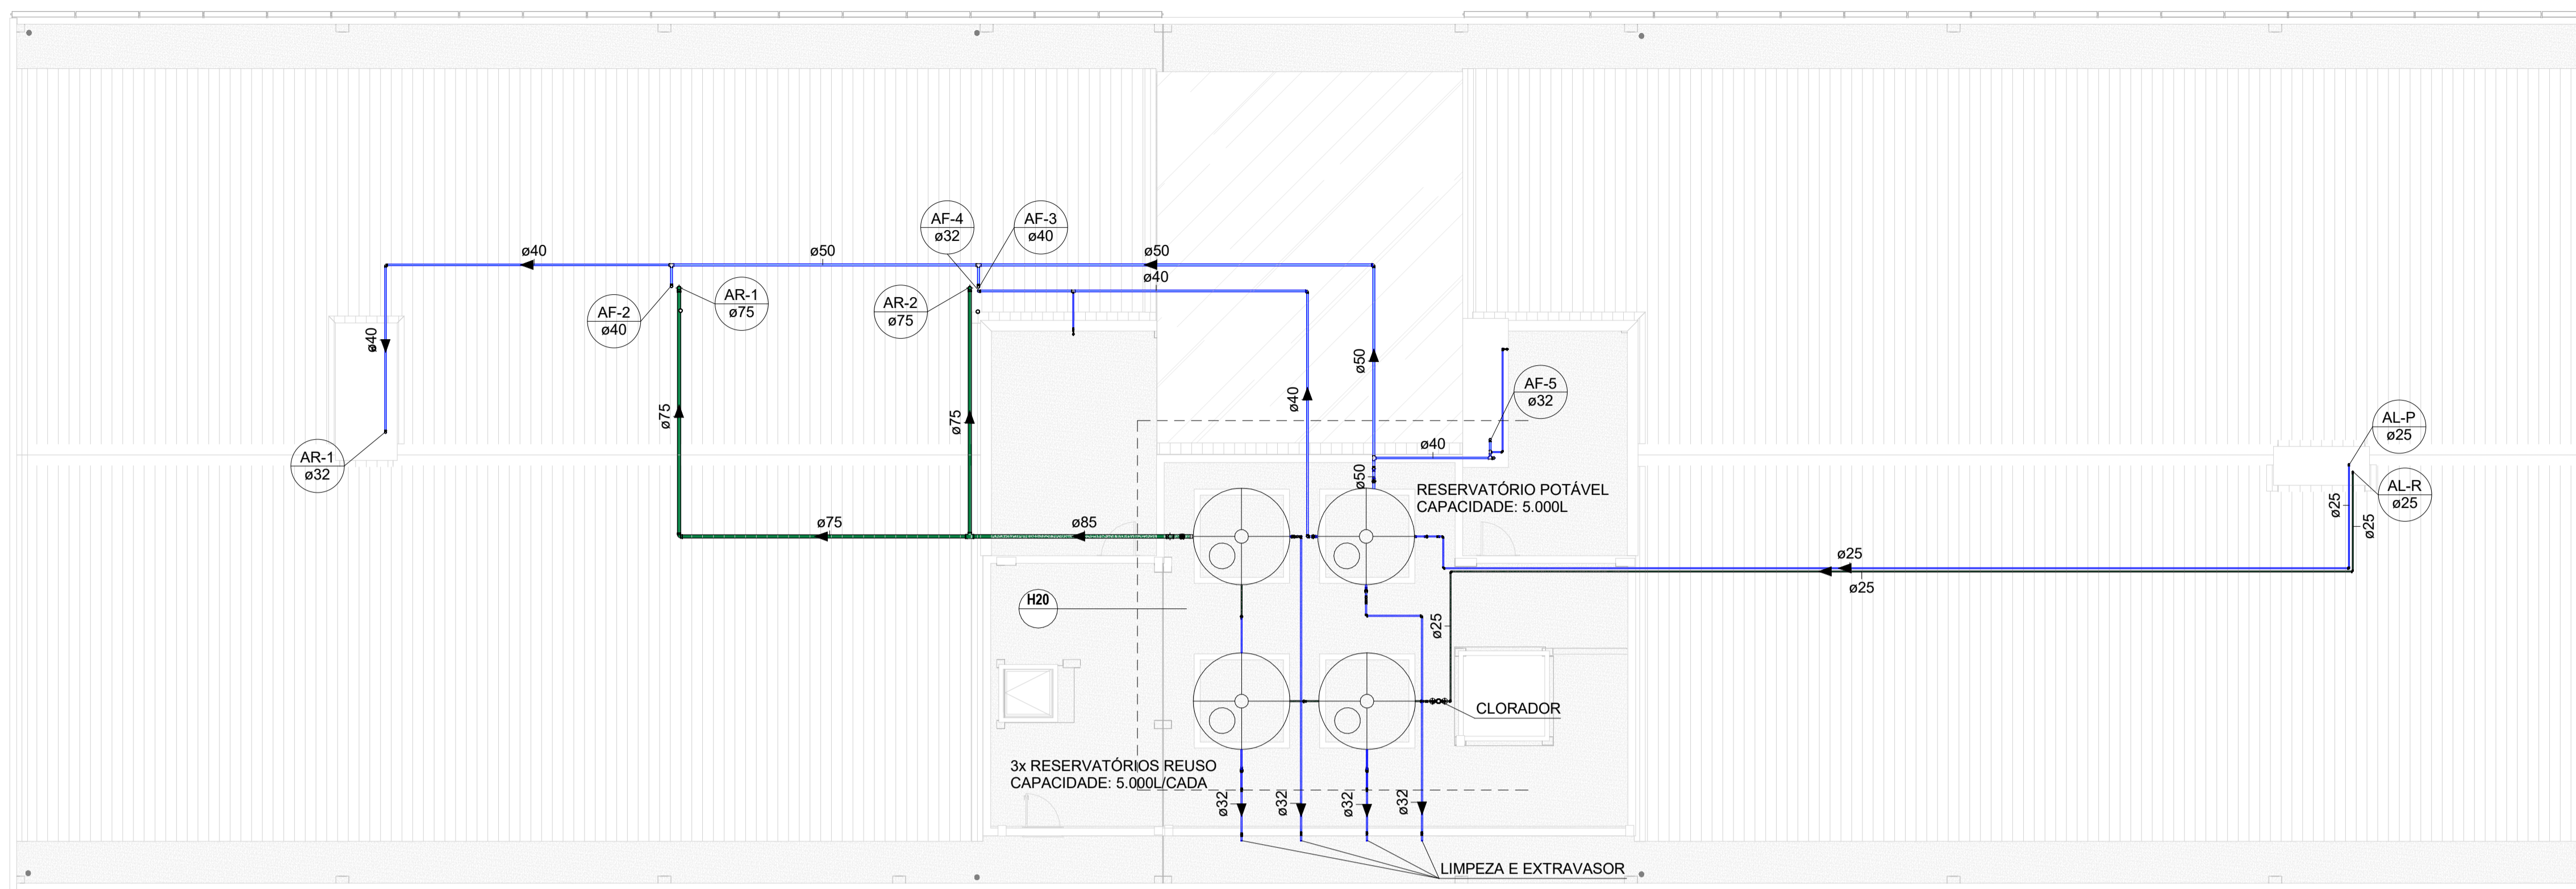 AF-4
ø32
AF-3
ø40
ø40
ø50
ø50
ø40
AR-1
ø75
AF-2
ø40
AR-2
ø75
ø40
ø50
ø40
AF-5
ø32
ø75
ø75
AL-P
ø25
AR-1
ø32
ø40
ø50
RESERVATÓRIO POTÁVEL
CAPACIDADE: 5.000L
AL-R
ø25
ø25
ø25
ø75
ø85
ø25
ø25
H20
ø25
CLORADOR
3x RESERVATÓRIOS REUSO
CAPACIDADE: 5.000L/CADA
ø32
ø32
ø32
ø32
LIMPEZA E EXTRAVASOR